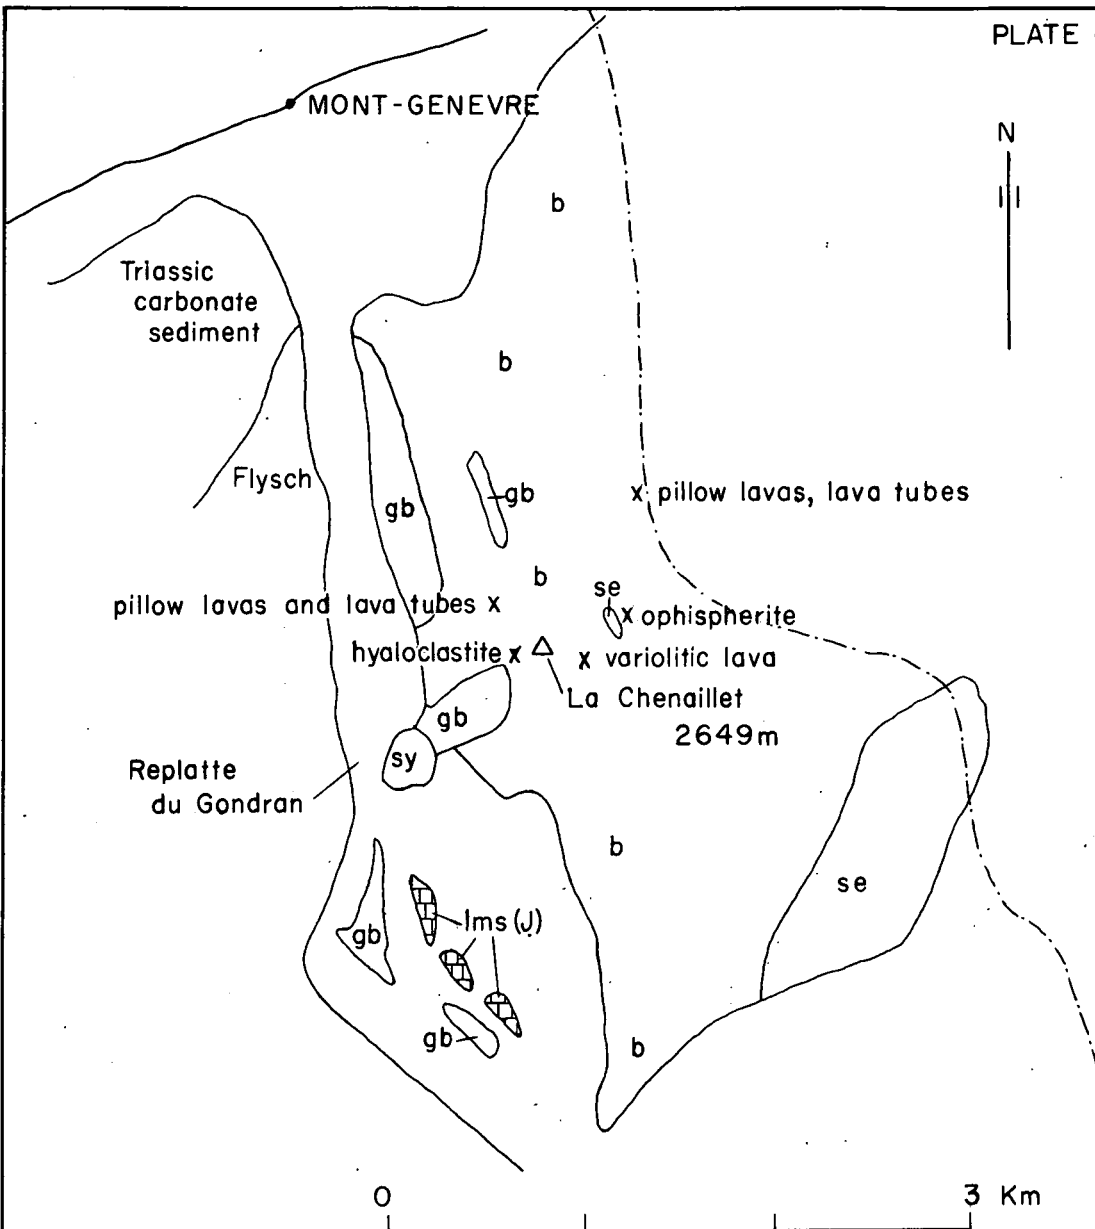 PLATE
MONT-GENEVRE
N
b
Triassic
carbonate
sediment
b
Flysch
gb
gb
pillow lavas, lava tubes
b
se
pillow lavas and lava tubes x
x ophispherite
hyaloclastite x
x variolitic lava
La Chenaillet
2649m
gb
sy
Replatte
du Gondran
b
se
lms (J)
gb
gb
b
0
3 Km